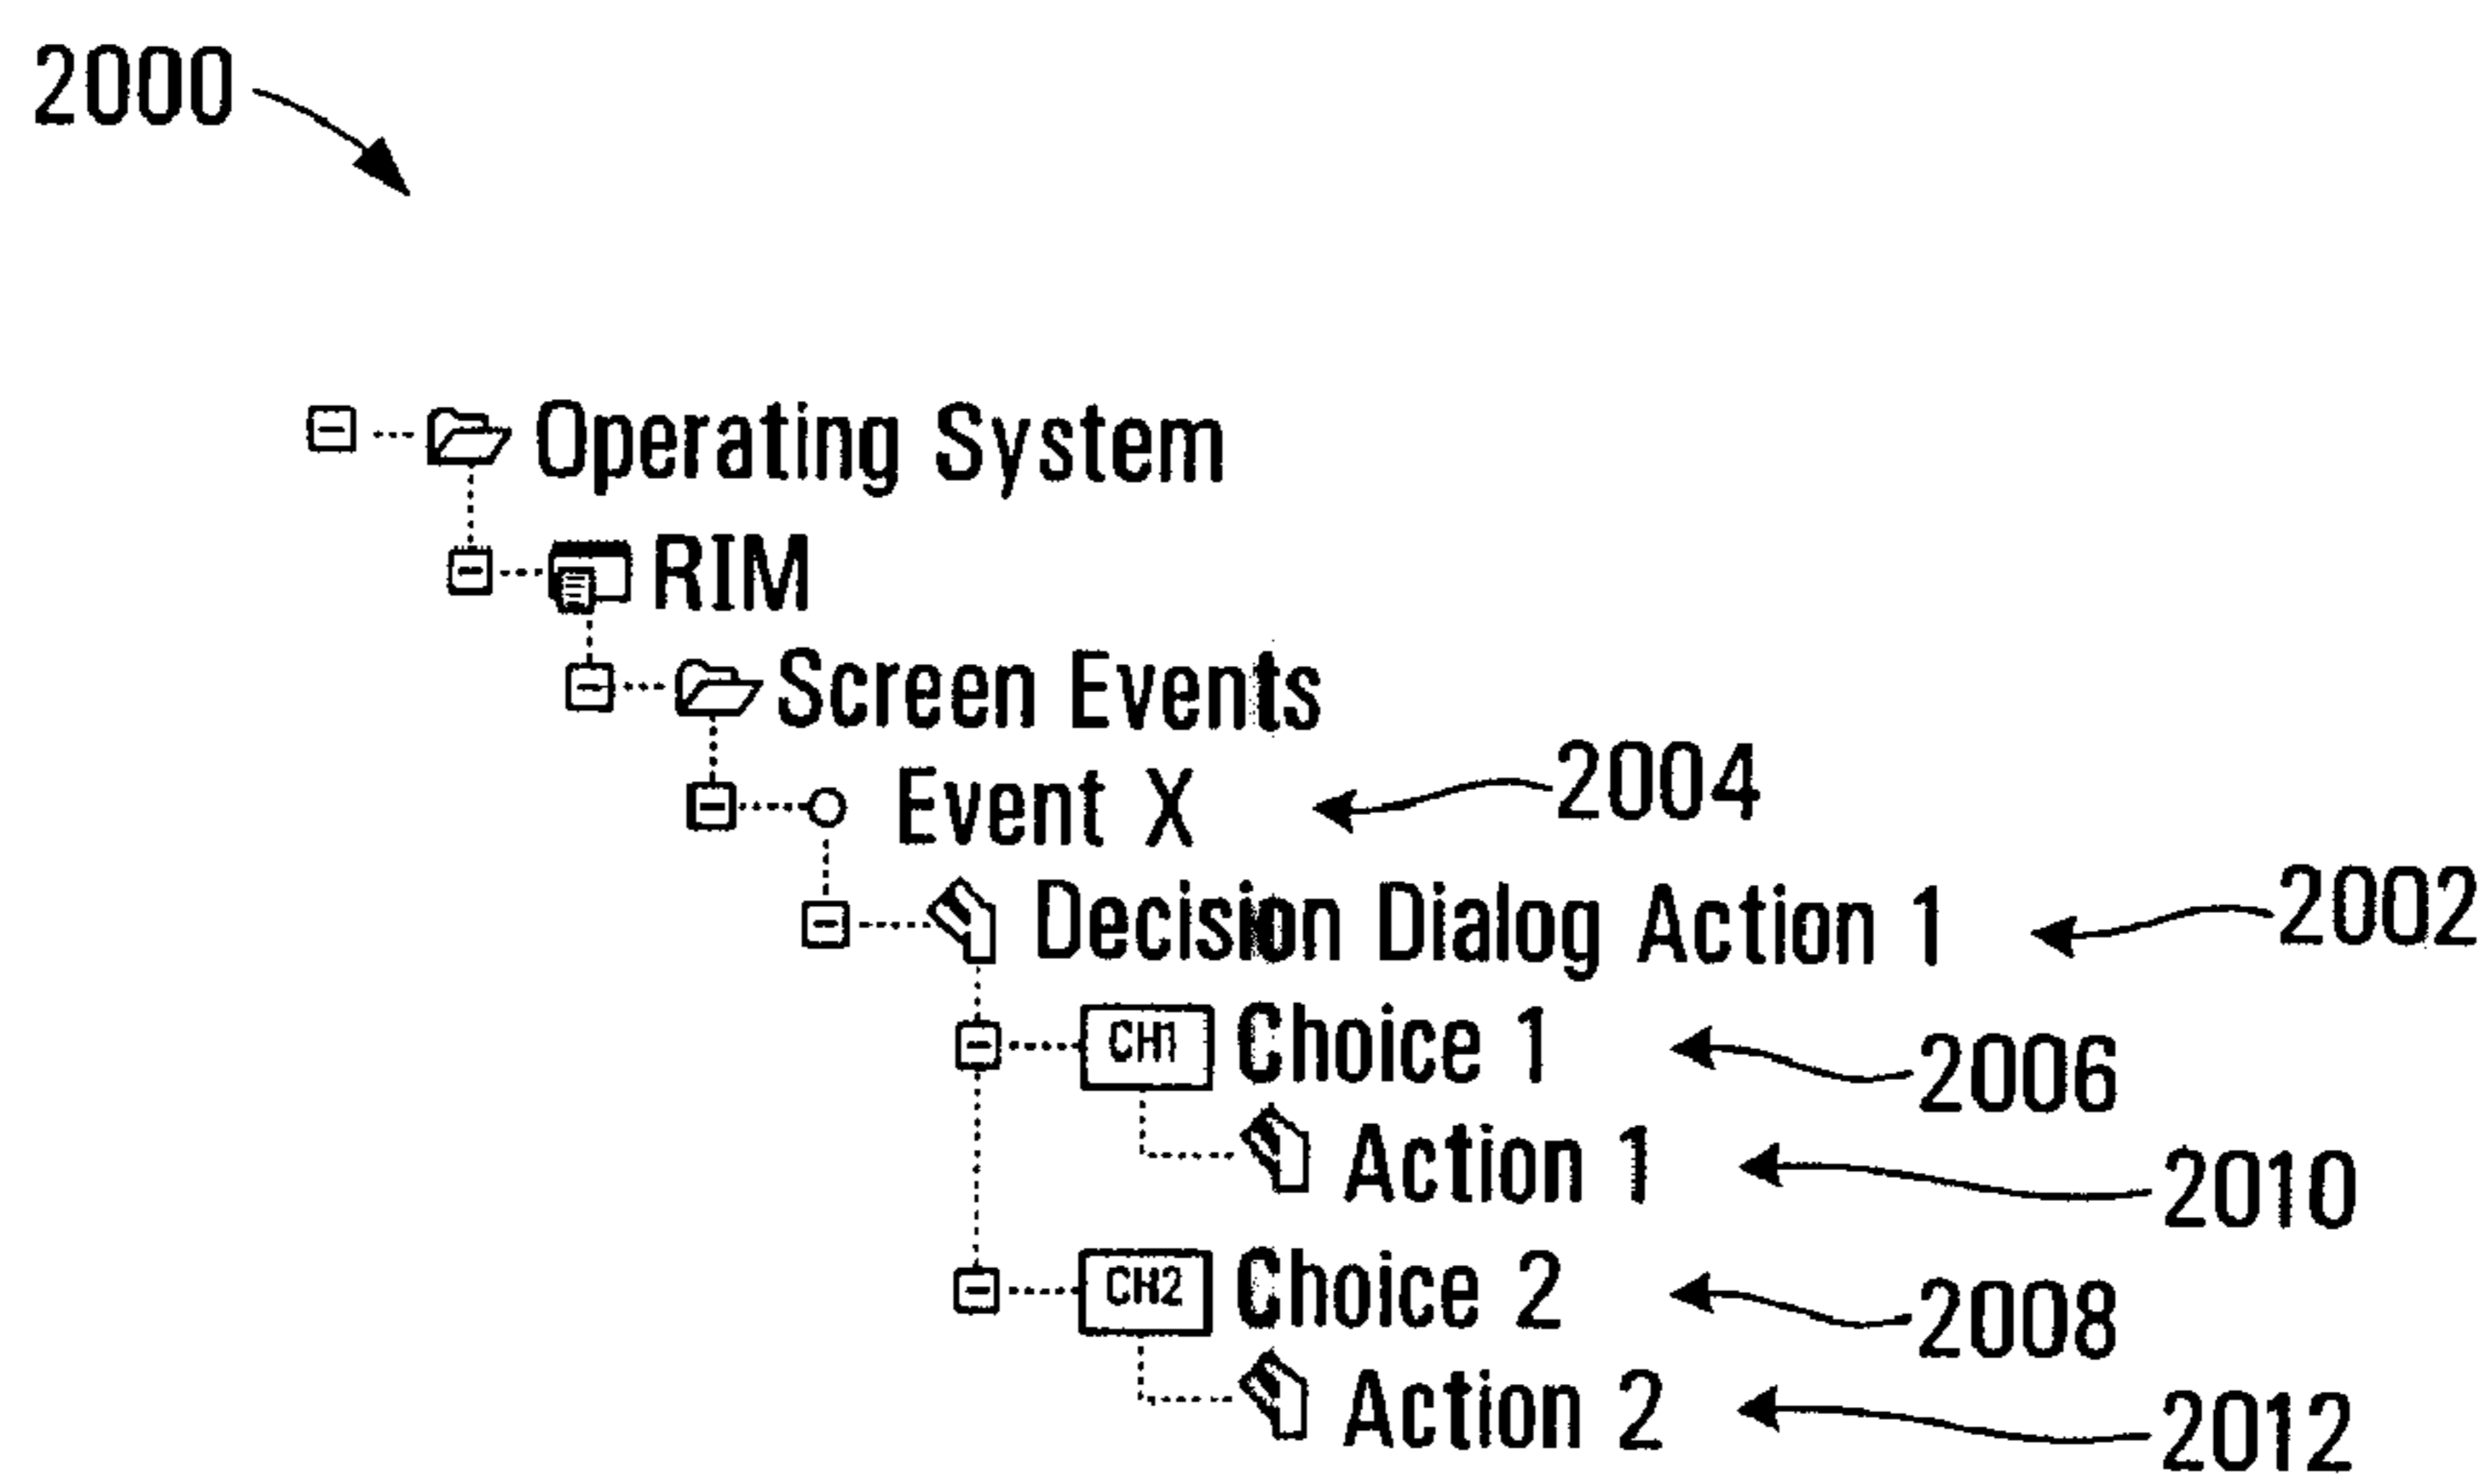 2000
Operating System
RIM
Screen Events
Event X 2004
Decision Dialog Action 1 2002
CH1 Choice 1 2006
Action 1 2010
CH2 Choice 2 2008
Action 2 2012